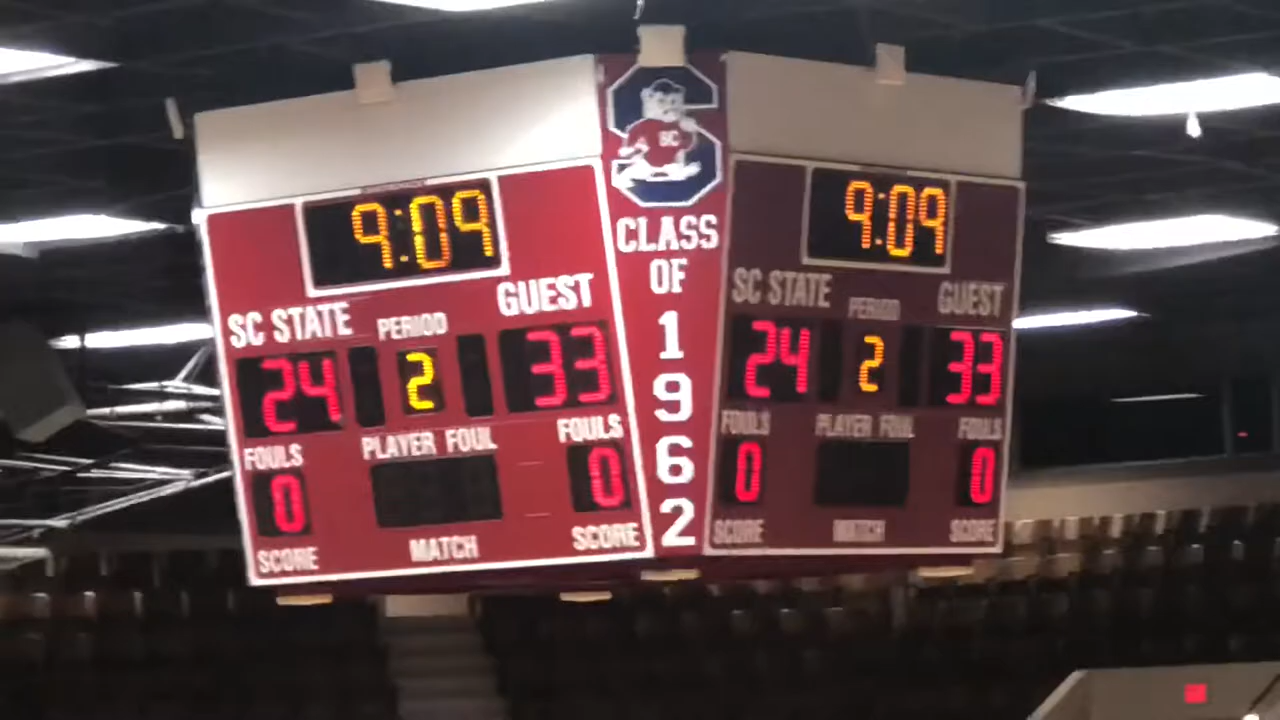 SC
CLASS
OF
1
9
6
2
9:09
SC STATE PERIOD GUEST
24 2 33
FOULS PLAYER FOUL FOULS
0 0
SCORE MATCH SCORE
9:09
SC STATE PERIOD GUEST
24 2 33
FOULS PLAYER FOUL FOULS
0 0
SCORE MATCH SCORE